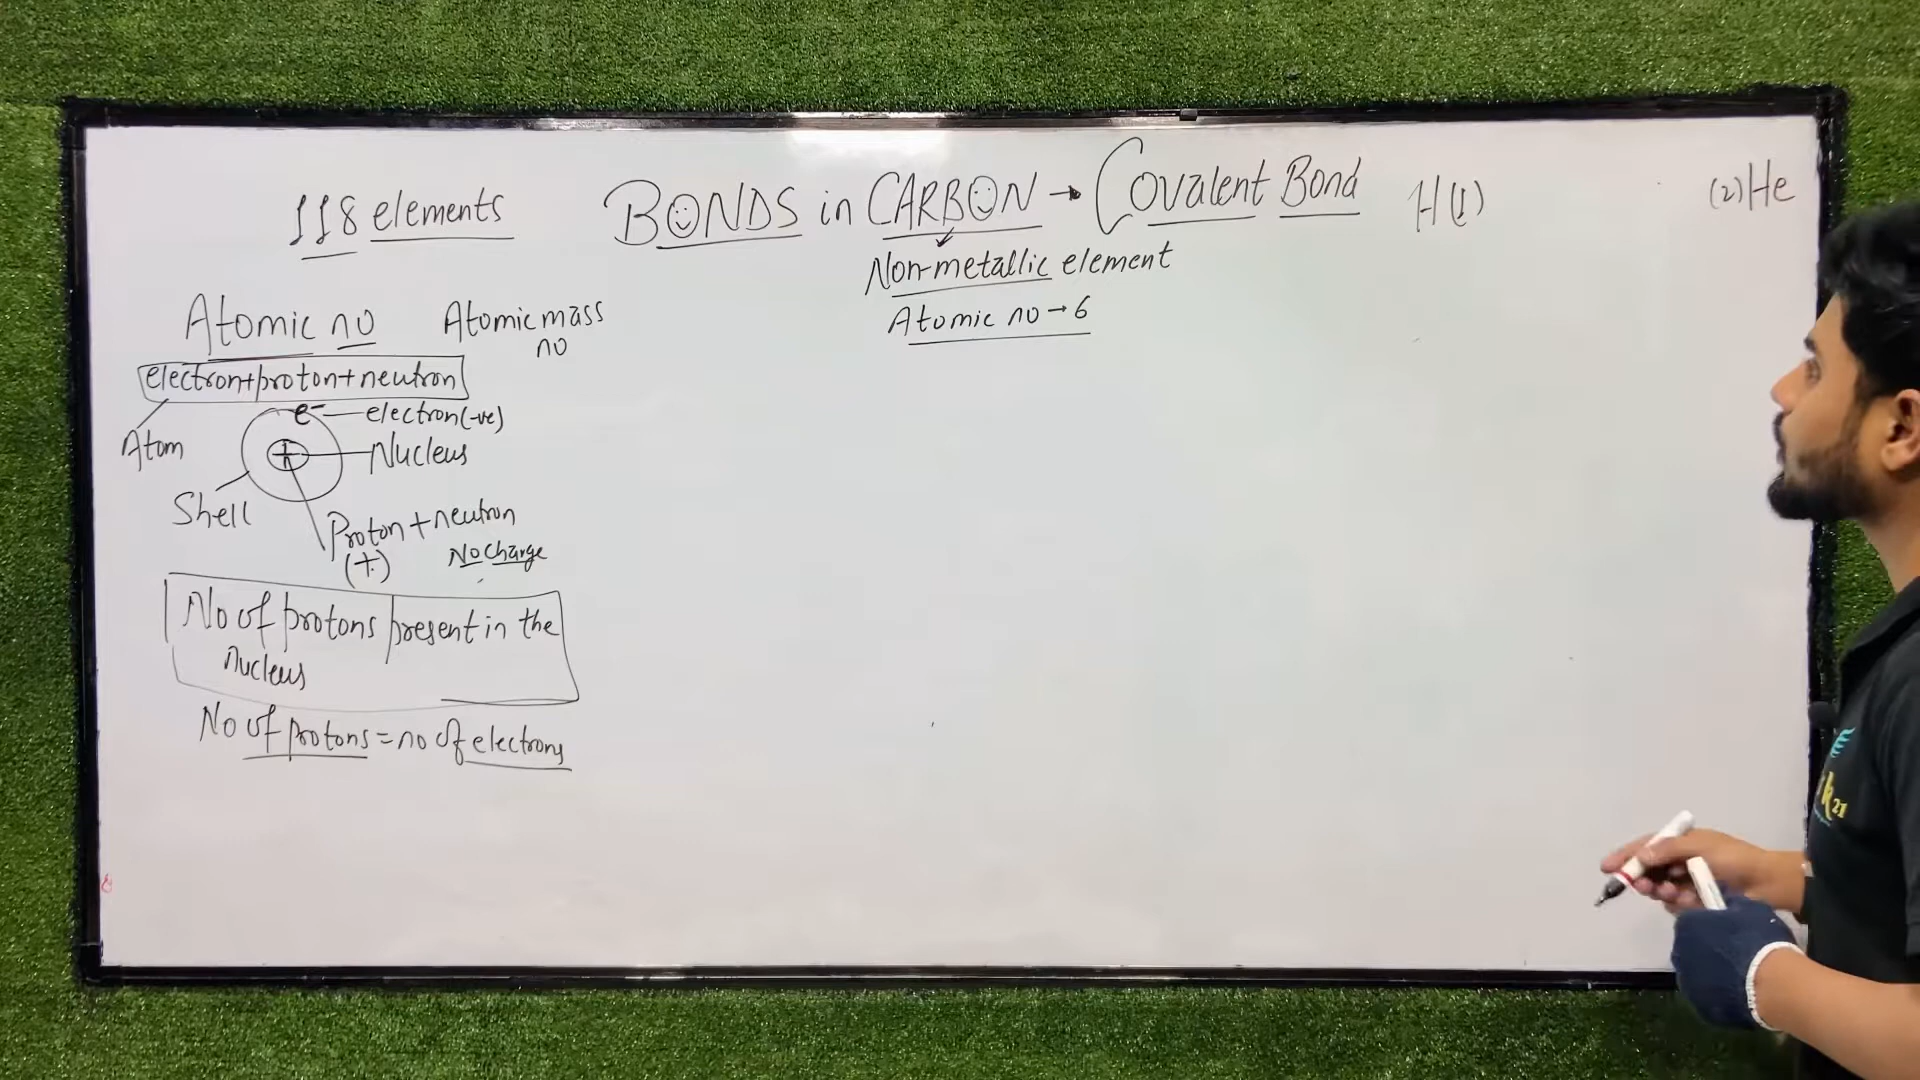 118 elements
BONDS in CARBON → Covalent Bond
H(1)
(2)He
Non-metallic element
Atomic no → 6
Atomic no
Atomic mass
no
electron+proton+neutron
Atom
e⁻
electron(-ve)
+
Nucleus
Shell
Proton + neutron
(+)
No charge
No of protons present in the
nucleus
No of protons = no of electrons
21